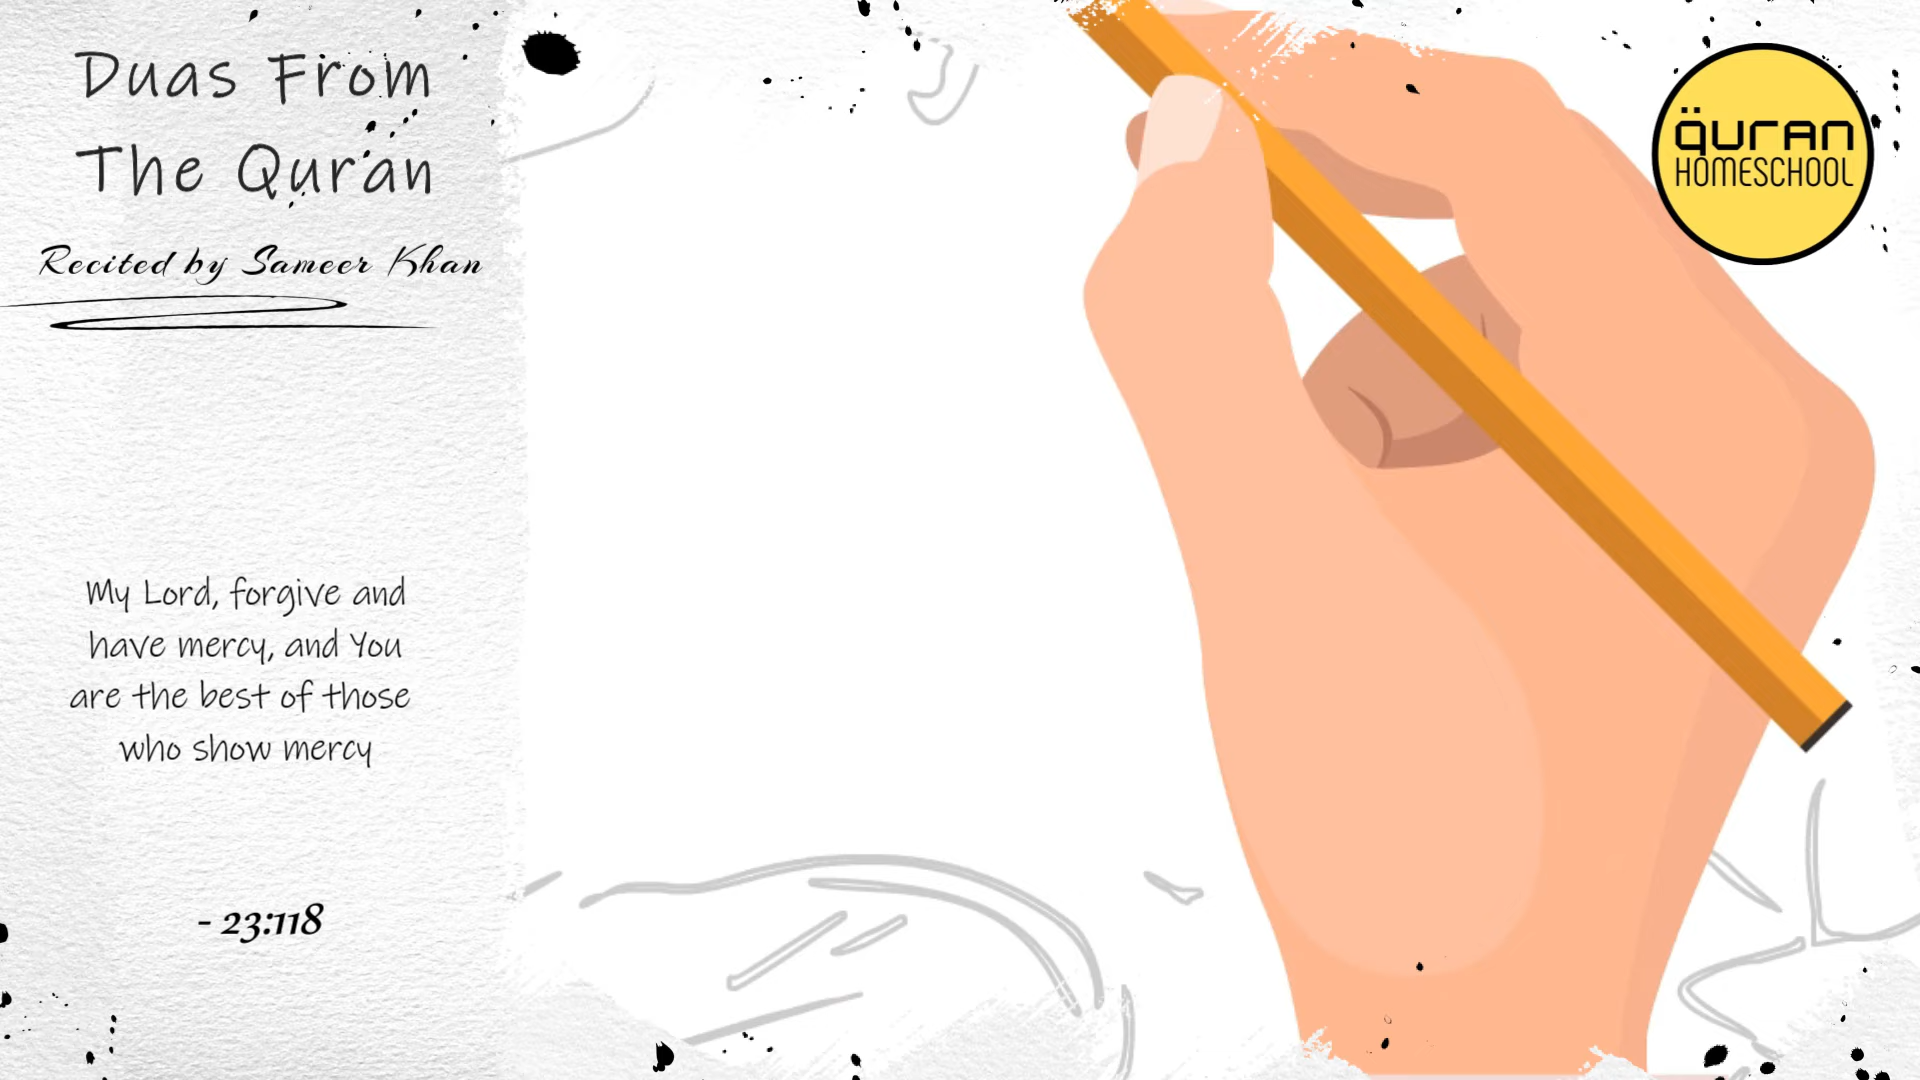 Duas From
The Quran
Recited by Sameer Khan
My Lord, forgive and
have mercy, and You
are the best of those
who show mercy
- 23:118
QURAN
HOMESCHOOL